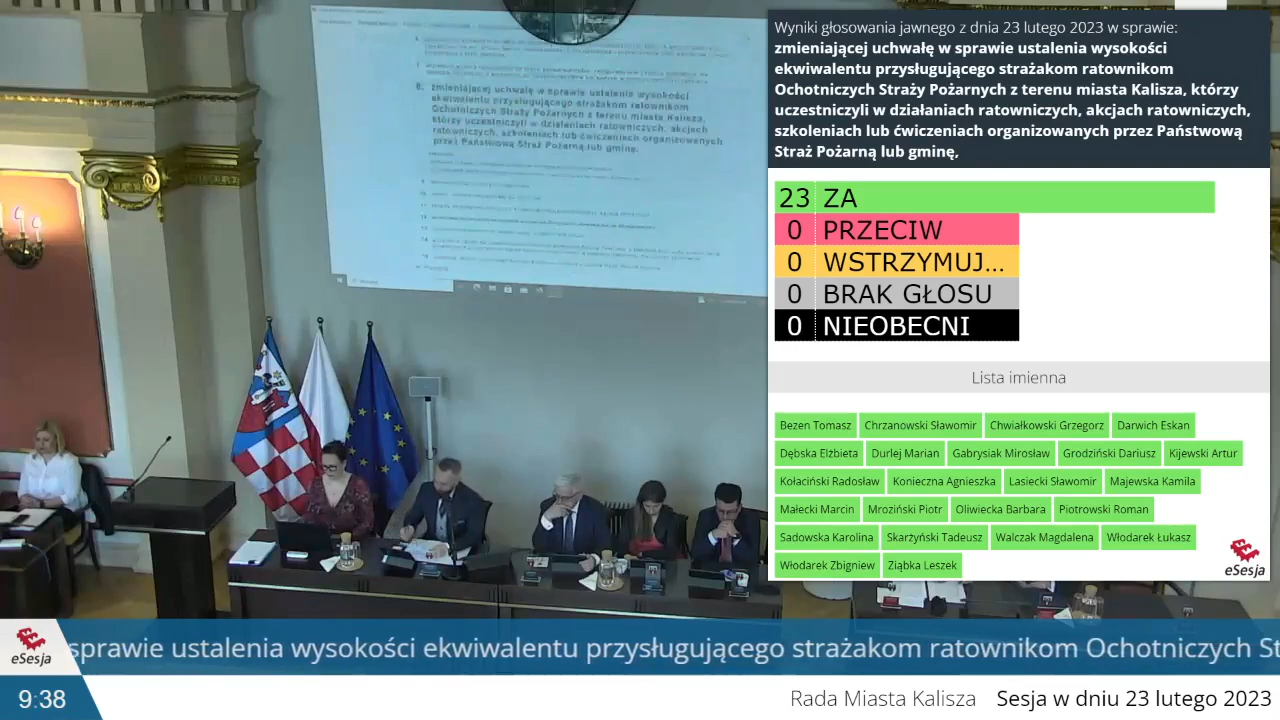 8. zmieniającej uchwałę w sprawie ustalenia wysokości
ekwiwalentu przysługującego strażakom ratownikom
Ochotniczych Straży Pożarnych z terenu miasta Kalisza,
którzy uczestniczyli w działaniach ratowniczych, akcjach
ratowniczych, szkoleniach lub ćwiczeniach organizowanych
przez Państwową Straż Pożarną lub gminę,
Wyniki głosowania jawnego z dnia 23 lutego 2023 w sprawie:
zmieniającej uchwałę w sprawie ustalenia wysokości
ekwiwalentu przysługującego strażakom ratownikom
Ochotniczych Straży Pożarnych z terenu miasta Kalisza, którzy
uczestniczyli w działaniach ratowniczych, akcjach ratowniczych,
szkoleniach lub ćwiczeniach organizowanych przez Państwową
Straż Pożarną lub gminę,
23 ZA
0 PRZECIW
0 WSTRZYMUJ...
0 BRAK GŁOSU
0 NIEOBECNI
Lista imienna
Bezen Tomasz Chrzanowski Sławomir Chwiałkowski Grzegorz Darwich Eskan
Dębska Elżbieta Durlej Marian Gabrysiak Mirosław Grodziński Dariusz Kijewski Artur
Kołaciński Radosław Konieczna Agnieszka Lasiecki Sławomir Majewska Kamila
Małecki Marcin Mroziński Piotr Oliwiecka Barbara Piotrowski Roman
Sadowska Karolina Skarżyński Tadeusz Walczak Magdalena Włodarek Łukasz
Włodarek Zbigniew Ziąbka Leszek
eSesja
eSesja
sprawie ustalenia wysokości ekwiwalentu przysługującego strażakom ratownikom Ochotniczych St
9:38
Rada Miasta Kalisza Sesja w dniu 23 lutego 2023